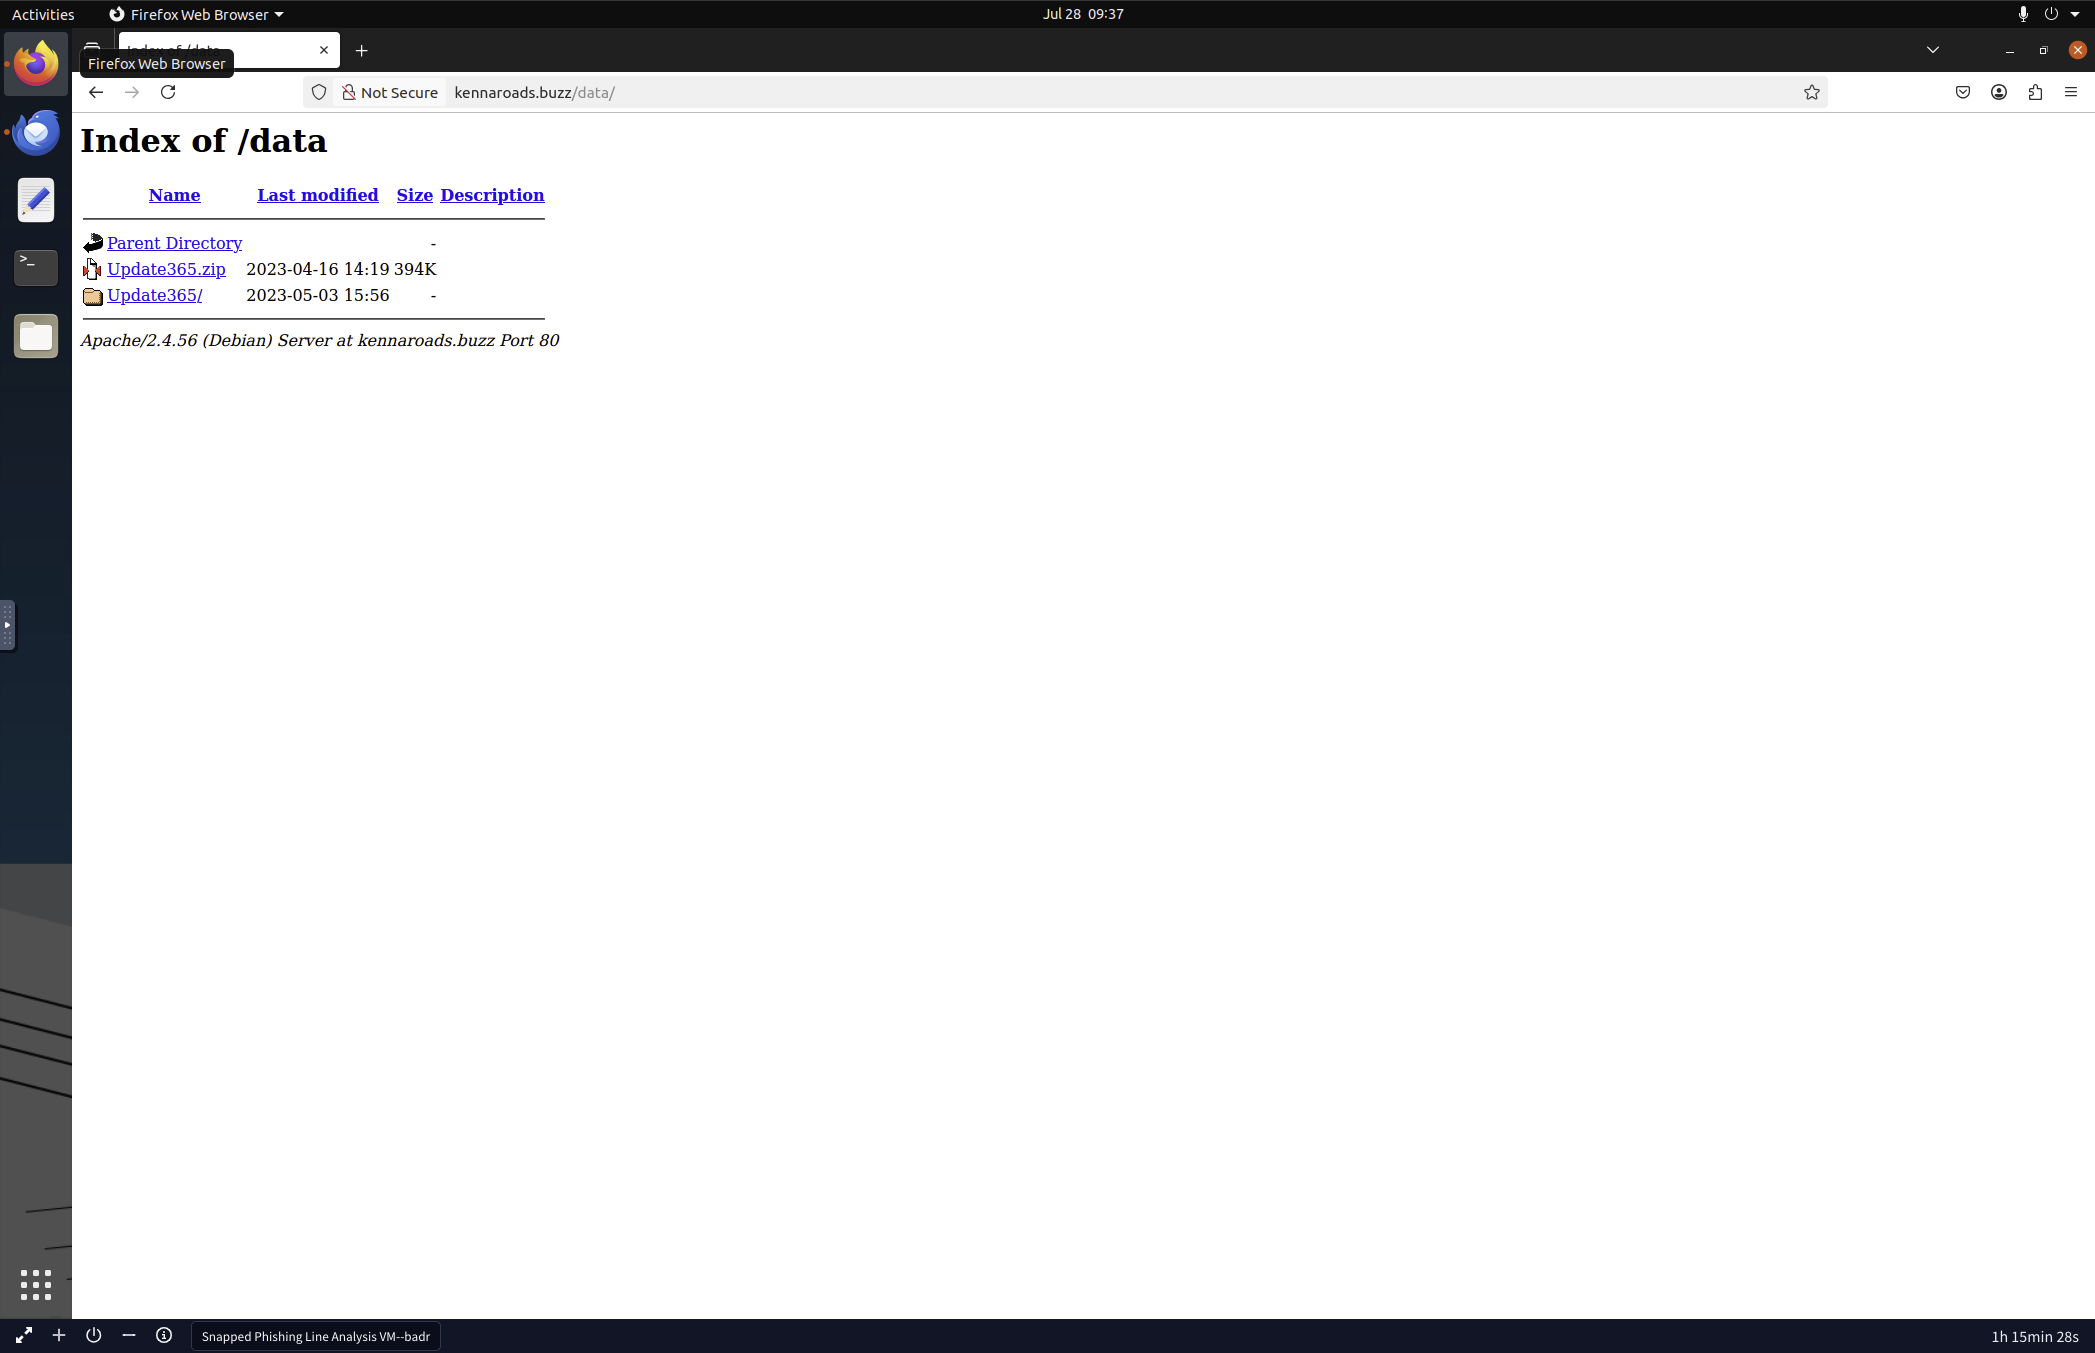 Activities Firefox Web Browser Jul 28 09:37
Index of /data
Firefox Web Browser
Not Secure kennaroads.buzz/data/
Index of /data
Name Last modified Size Description
Parent Directory -
Update365.zip 2023-04-16 14:19 394K
Update365/ 2023-05-03 15:56 -
Apache/2.4.56 (Debian) Server at kennaroads.buzz Port 80
Snapped Phishing Line Analysis VM--badr 1h 15min 28s